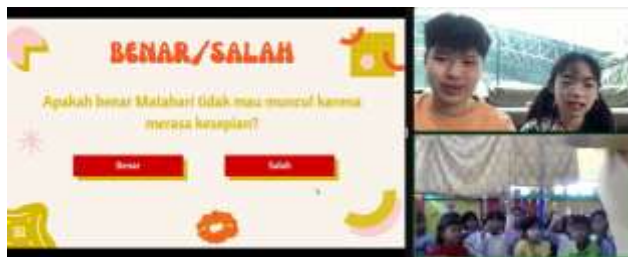 BENAR/SALAH
Apakah benar Matahari tidak mau muncul karena
merasa kesepian?
Benar
Salah